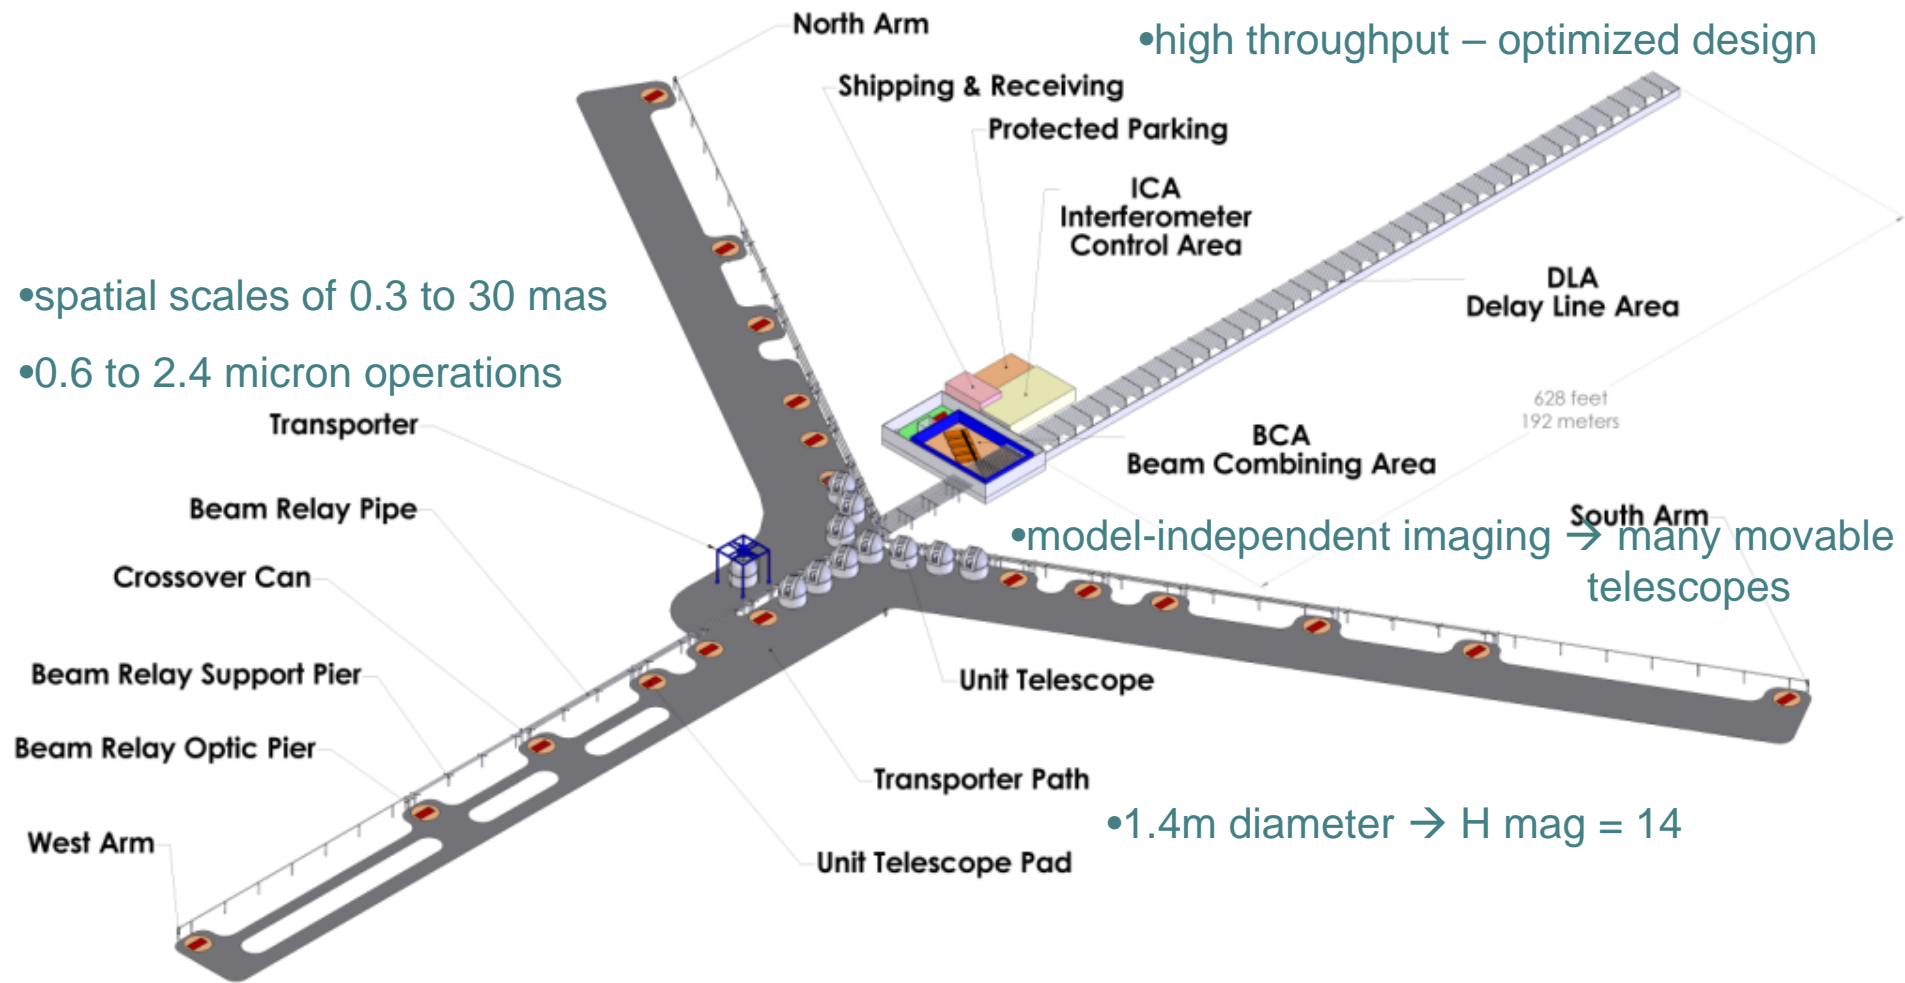 North Arm
•high throughput – optimized design
Shipping & Receiving
Protected Parking
ICA
Interferometer
Control Area
•spatial scales of 0.3 to 30 mas
DLA
Delay Line Area
•0.6 to 2.4 micron operations
628 feet
192 meters
Transporter
BCA
Beam Combining Area
Beam Relay Pipe
South Arm
•model-independent imaging → many movable
telescopes
Crossover Can
Beam Relay Support Pier
Unit Telescope
Beam Relay Optic Pier
Transporter Path
•1.4m diameter → H mag = 14
West Arm
Unit Telescope Pad